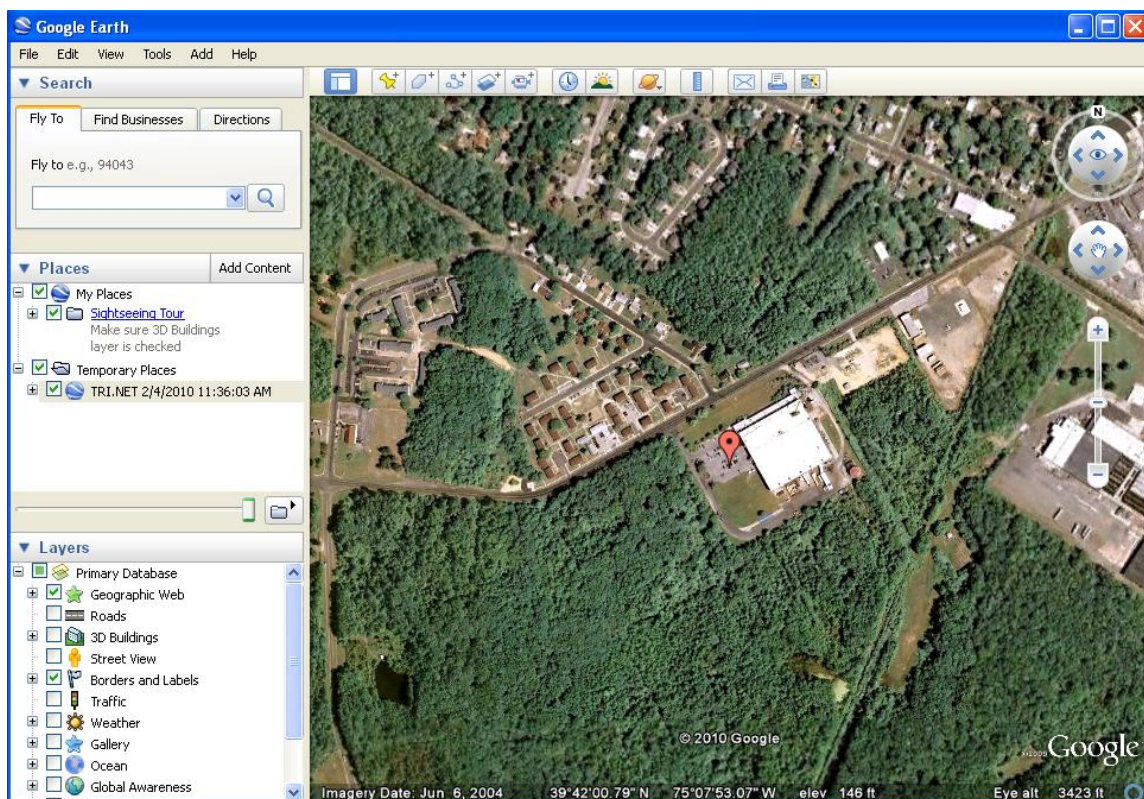 Google Earth
File Edit View Tools Add Help
Search
Fly To Find Businesses Directions
Fly to e.g., 94043
Places Add Content
My Places
Sightseeing Tour
Make sure 3D Buildings
layer is checked
Temporary Places
TRI.NET 2/4/2010 11:36:03 AM
Layers
Primary Database
Geographic Web
Roads
3D Buildings
Street View
Borders and Labels
Traffic
Weather
Gallery
Ocean
Global Awareness
N
© 2010 Google
©2009 Google
Imagery Date: Jun 6, 2004 39°42'00.79" N 75°07'53.07" W elev 146 ft Eye alt 3423 ft